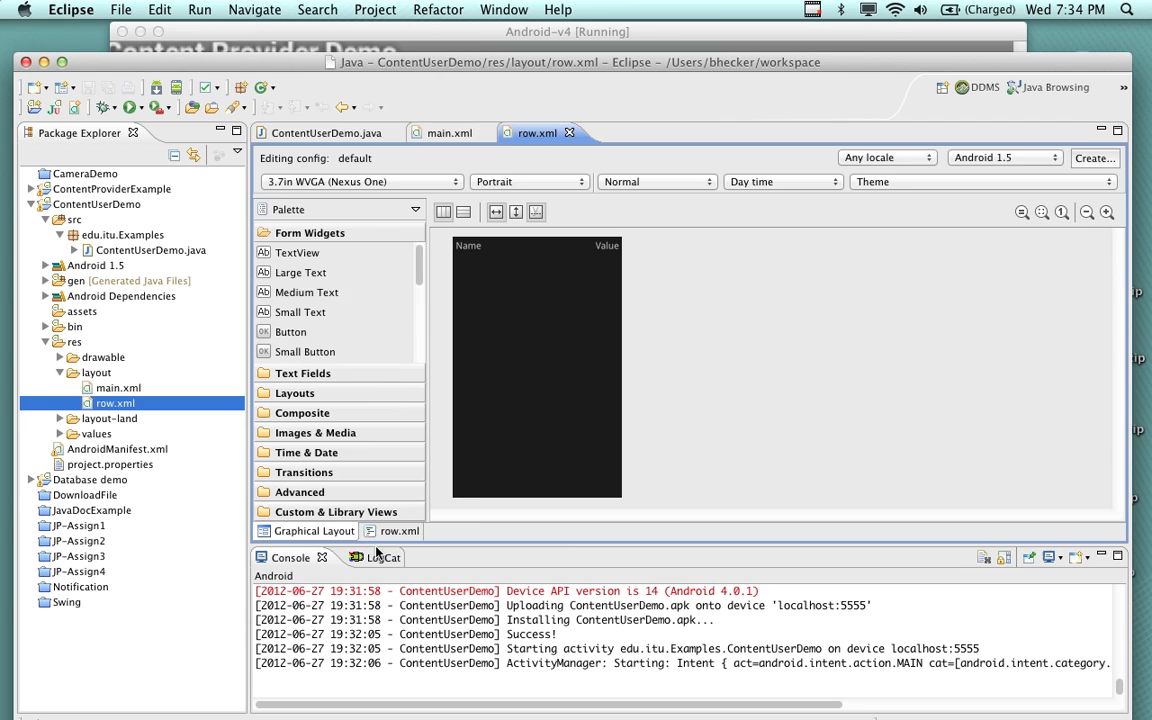 Eclipse File Edit Run Navigate Search Project Refactor Window Help (Charged) Wed 7:34 PM
Android-v4 [Running]
Content Provider Demo
Java - ContentUserDemo/res/layout/row.xml - Eclipse - /Users/bhecker/workspace
DDMS Java Browsing »
Package Explorer
ContentUserDemo.java main.xml row.xml
Editing config: default Any locale Android 1.5 Create...
3.7in WVGA (Nexus One) Portrait Normal Day time Theme
CameraDemo
ContentProviderExample
ContentUserDemo
src
edu.itu.Examples
ContentUserDemo.java
Android 1.5
gen [Generated Java Files]
Android Dependencies
assets
bin
res
drawable
layout
main.xml
row.xml
layout-land
values
AndroidManifest.xml
project.properties
Database demo
DownloadFile
JavaDocExample
JP-Assign1
JP-Assign2
JP-Assign3
JP-Assign4
Notification
Swing
Palette
Form Widgets
Ab TextView
Ab Large Text
Ab Medium Text
Ab Small Text
OK Button
OK Small Button
Text Fields
Layouts
Composite
Images & Media
Time & Date
Transitions
Advanced
Custom & Library Views
Name Value
Graphical Layout row.xml
Console LogCat
Android
[2012-06-27 19:31:58 - ContentUserDemo] Device API version is 14 (Android 4.0.1)
[2012-06-27 19:31:58 - ContentUserDemo] Uploading ContentUserDemo.apk onto device 'localhost:5555'
[2012-06-27 19:31:58 - ContentUserDemo] Installing ContentUserDemo.apk...
[2012-06-27 19:32:05 - ContentUserDemo] Success!
[2012-06-27 19:32:05 - ContentUserDemo] Starting activity edu.itu.Examples.ContentUserDemo on device localhost:5555
[2012-06-27 19:32:06 - ContentUserDemo] ActivityManager: Starting: Intent { act=android.intent.action.MAIN cat=[android.intent.category.